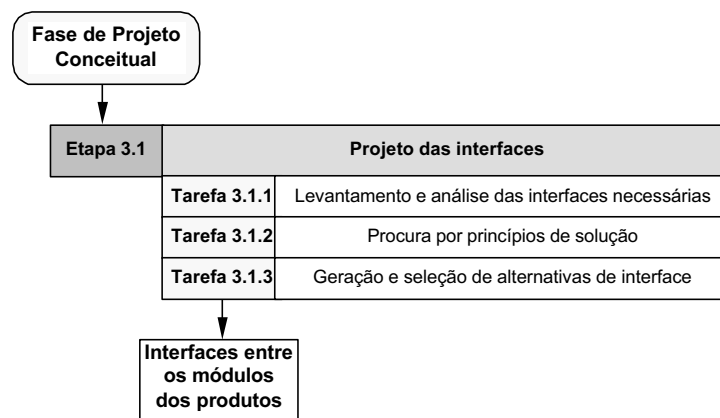 Fase de Projeto
Conceitual
Etapa 3.1
Projeto das interfaces
Tarefa 3.1.1
Levantamento e análise das interfaces necessárias
Tarefa 3.1.2
Procura por princípios de solução
Tarefa 3.1.3
Geração e seleção de alternativas de interface
Interfaces entre
os módulos
dos produtos